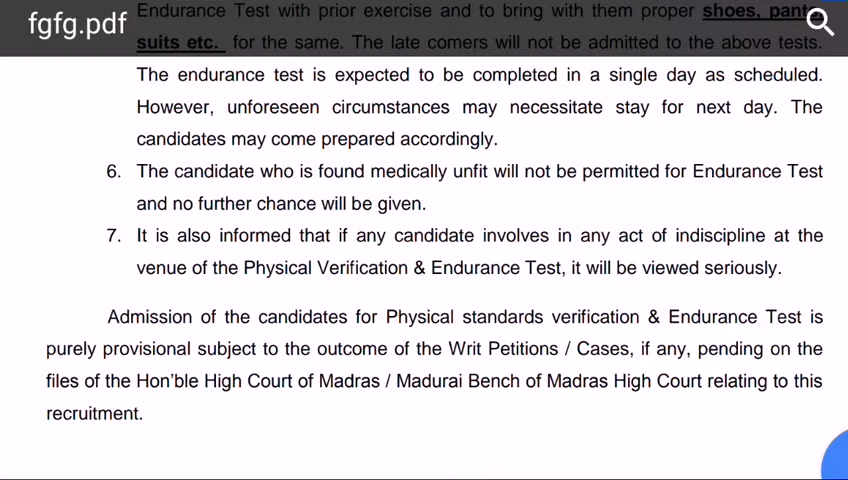 Endurance Test with prior exercise and to bring with them proper shoes, pants,
fgfg.pdf
suits etc. for the same. The late comers will not be admitted to the above tests.
The endurance test is expected to be completed in a single day as scheduled.
However, unforeseen circumstances may necessitate stay for next day. The
candidates may come prepared accordingly.
6. The candidate who is found medically unfit will not be permitted for Endurance Test
and no further chance will be given.
7. It is also informed that if any candidate involves in any act of indiscipline at the
venue of the Physical Verification & Endurance Test, it will be viewed seriously.
Admission of the candidates for Physical standards verification & Endurance Test is
purely provisional subject to the outcome of the Writ Petitions / Cases, if any, pending on the
files of the Hon'ble High Court of Madras / Madurai Bench of Madras High Court relating to this
recruitment.